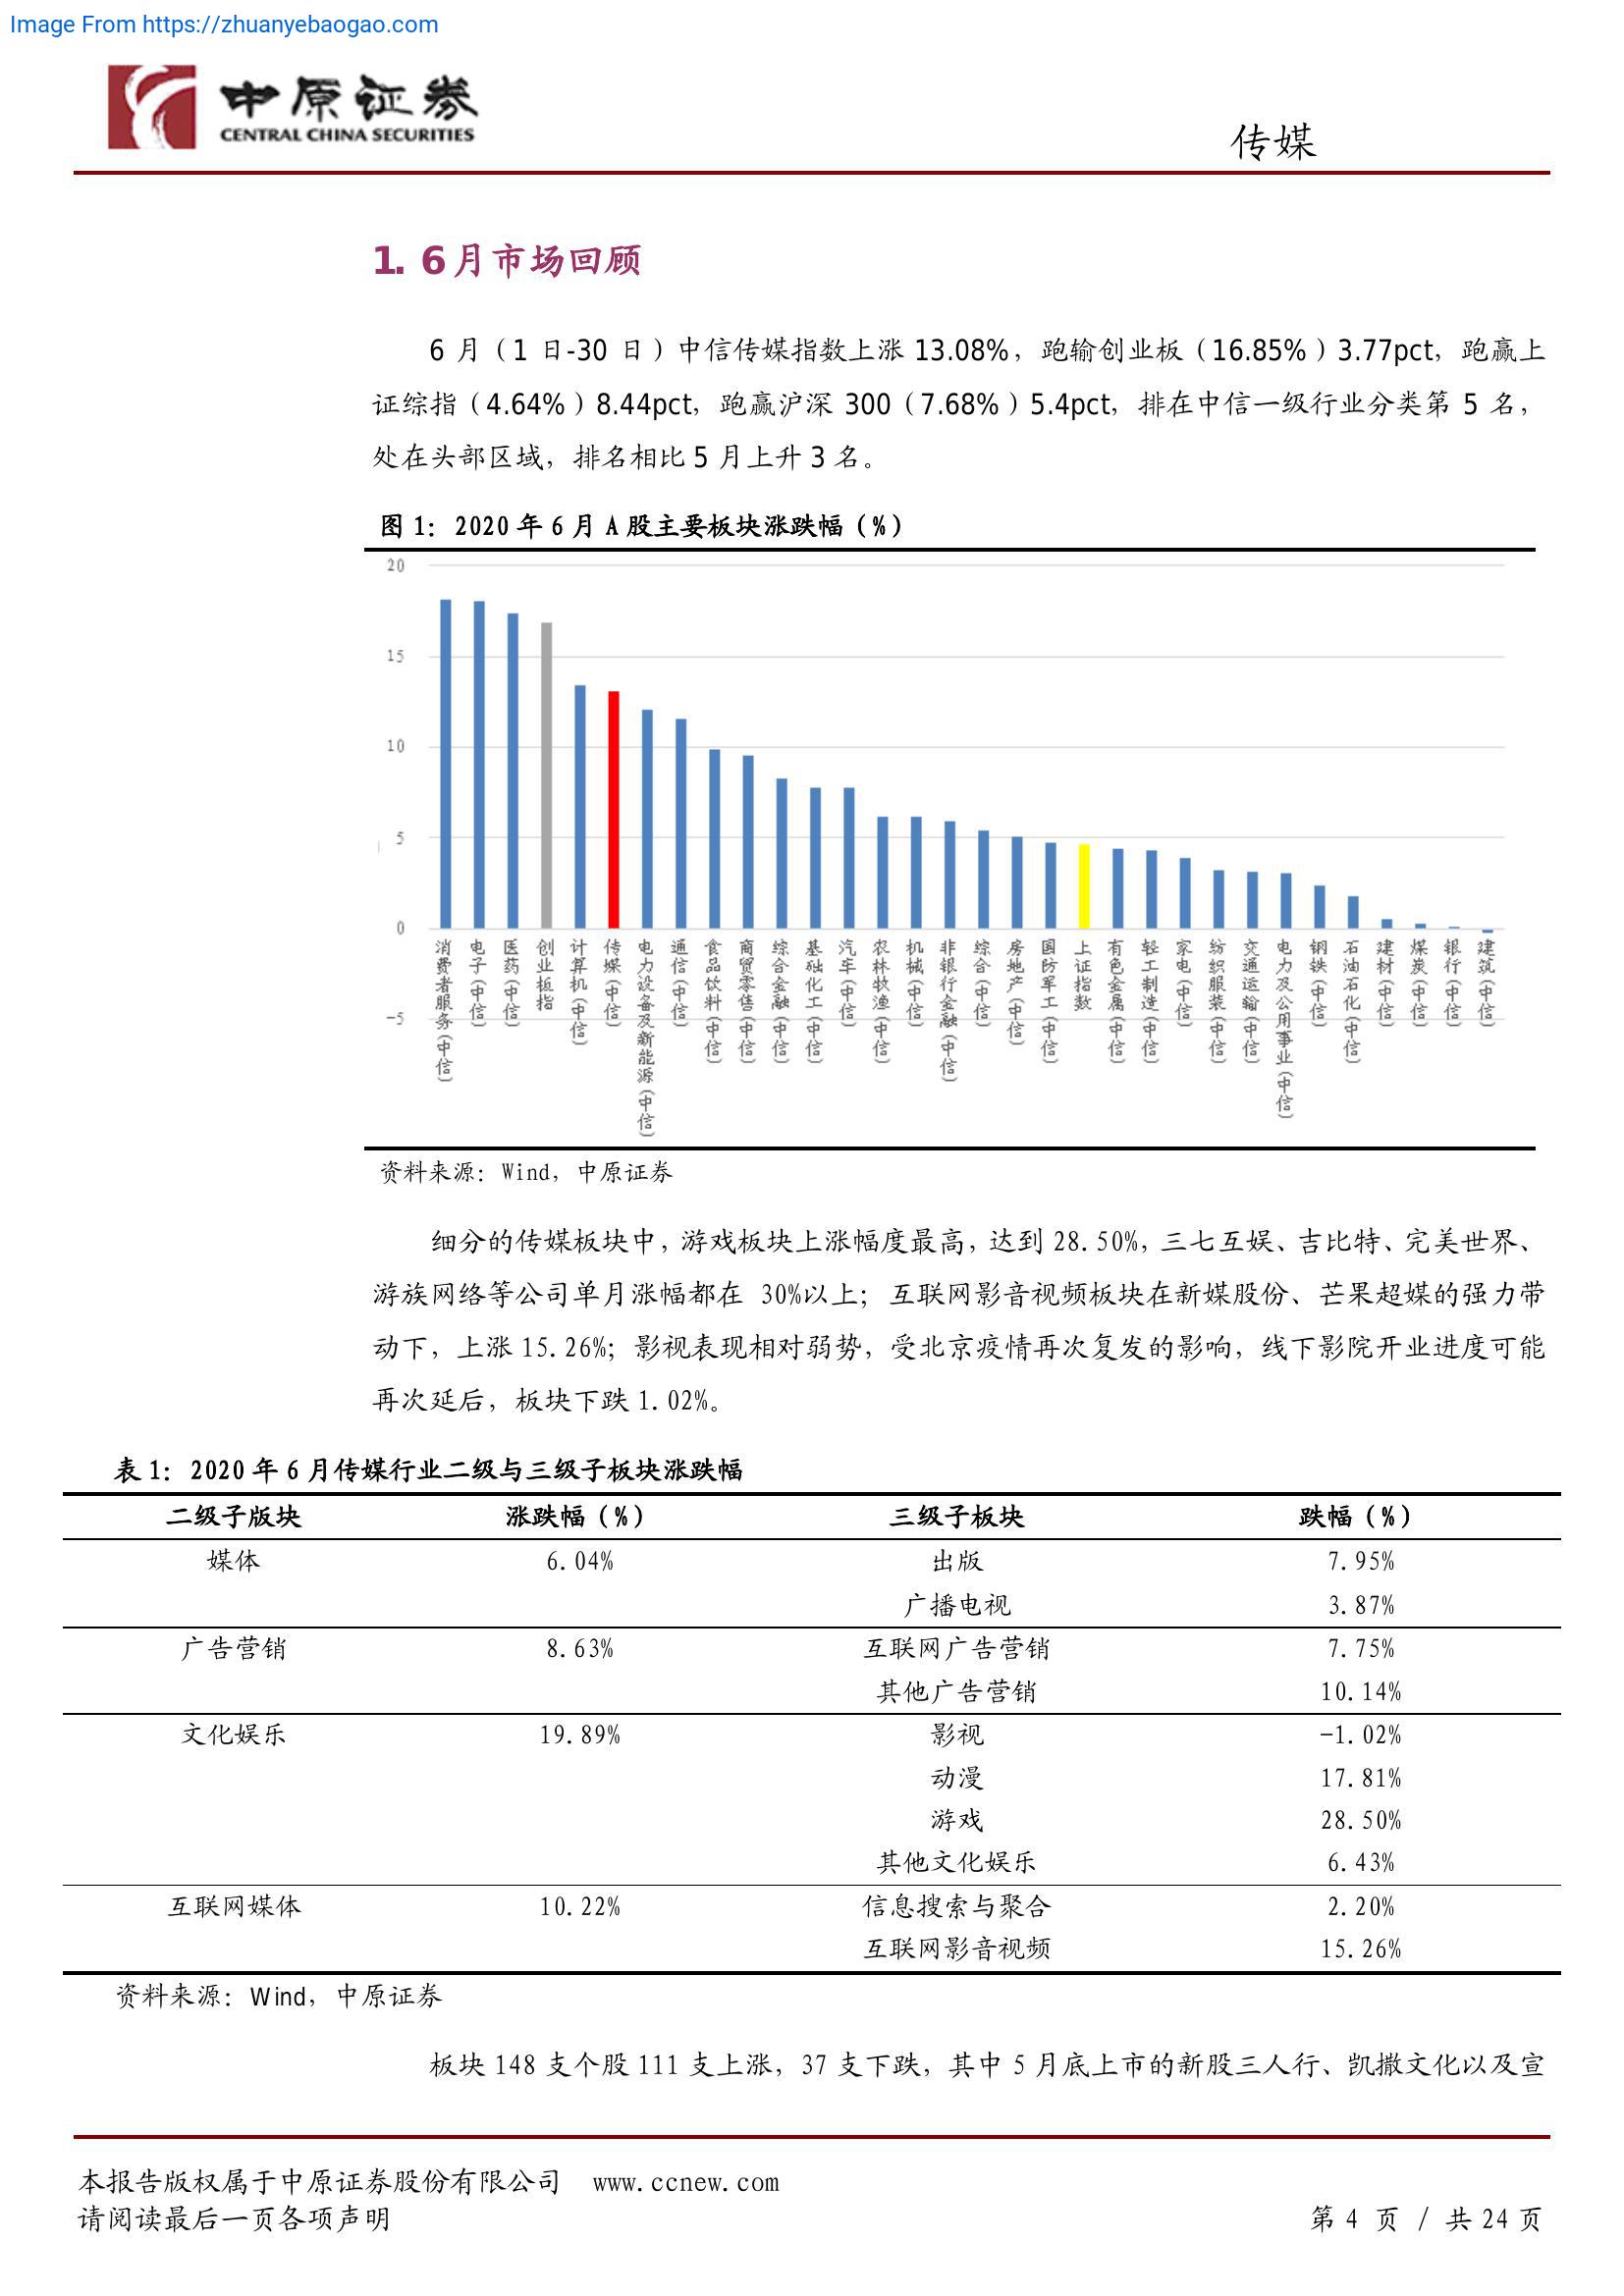 Image From https://zhuanyebaogao.com
中原证券
CENTRAL CHINA SECURITIES
传媒
1. 6月市场回顾
6 月（1 日-30 日）中信传媒指数上涨 13.08%，跑输创业板（16.85%）3.77pct，跑赢上
证综指（4.64%）8.44pct，跑赢沪深 300（7.68%）5.4pct，排在中信一级行业分类第 5 名，
处在头部区域，排名相比 5 月上升 3 名。
图 1：2020 年 6 月 A 股主要板块涨跌幅（%）
20
15
10
5
0
-5
消费者服务(中信)
电子(中信)
医药(中信)
创业板指
计算机(中信)
传媒(中信)
电力设备及新能源(中信)
通信(中信)
食品饮料(中信)
商贸零售(中信)
综合金融(中信)
基础化工(中信)
汽车(中信)
农林牧渔(中信)
机械(中信)
非银行金融(中信)
综合(中信)
房地产(中信)
国防军工(中信)
上证指数
有色金属(中信)
轻工制造(中信)
家电(中信)
纺织服装(中信)
交通运输(中信)
电力及公用事业(中信)
钢铁(中信)
石油石化(中信)
建材(中信)
煤炭(中信)
银行(中信)
建筑(中信)
资料来源：Wind，中原证券
细分的传媒板块中，游戏板块上涨幅度最高，达到 28.50%，三七互娱、吉比特、完美世界、
游族网络等公司单月涨幅都在 30%以上；互联网影音视频板块在新媒股份、芒果超媒的强力带
动下，上涨 15.26%；影视表现相对弱势，受北京疫情再次复发的影响，线下影院开业进度可能
再次延后，板块下跌 1.02%。
表 1：2020 年 6 月传媒行业二级与三级子板块涨跌幅
二级子版块 涨跌幅（%） 三级子板块 跌幅（%）
媒体 6.04% 出版 7.95%
广播电视 3.87%
广告营销 8.63% 互联网广告营销 7.75%
其他广告营销 10.14%
文化娱乐 19.89% 影视 -1.02%
动漫 17.81%
游戏 28.50%
其他文化娱乐 6.43%
互联网媒体 10.22% 信息搜索与聚合 2.20%
互联网影音视频 15.26%
资料来源：Wind，中原证券
板块 148 支个股 111 支上涨，37 支下跌，其中 5 月底上市的新股三人行、凯撒文化以及宣
本报告版权属于中原证券股份有限公司 www.ccnew.com
请阅读最后一页各项声明 第 4 页 / 共 24 页